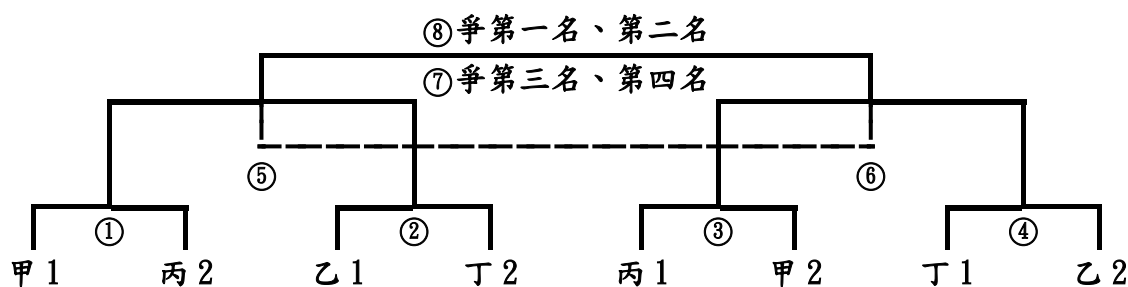 ⑧爭第一名、第二名
⑦爭第三名、第四名
⑤ ⑥
① ② ③ ④
甲1 丙2 乙1 丁2 丙1 甲2 丁1 乙2